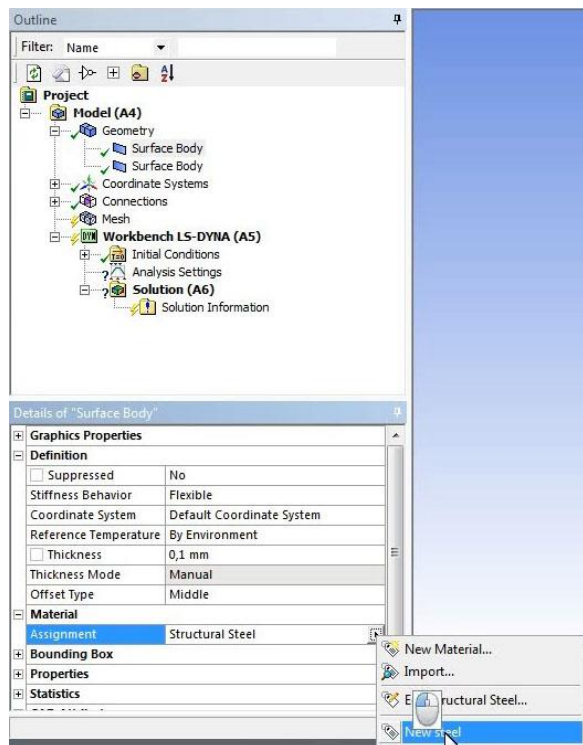 Outline
Filter: Name
Project
Model (A4)
Geometry
Surface Body
Surface Body
Coordinate Systems
Connections
Mesh
Workbench LS-DYNA (A5)
Initial Conditions
Analysis Settings
Solution (A6)
Solution Information
Details of "Surface Body"
Graphics Properties
Definition
Suppressed No
Stiffness Behavior Flexible
Coordinate System Default Coordinate System
Reference Temperature By Environment
Thickness 0,1 mm
Thickness Mode Manual
Offset Type Middle
Material
Assignment Structural Steel
New Material...
Bounding Box
Import...
Properties
Statistics
Steel...
New steel